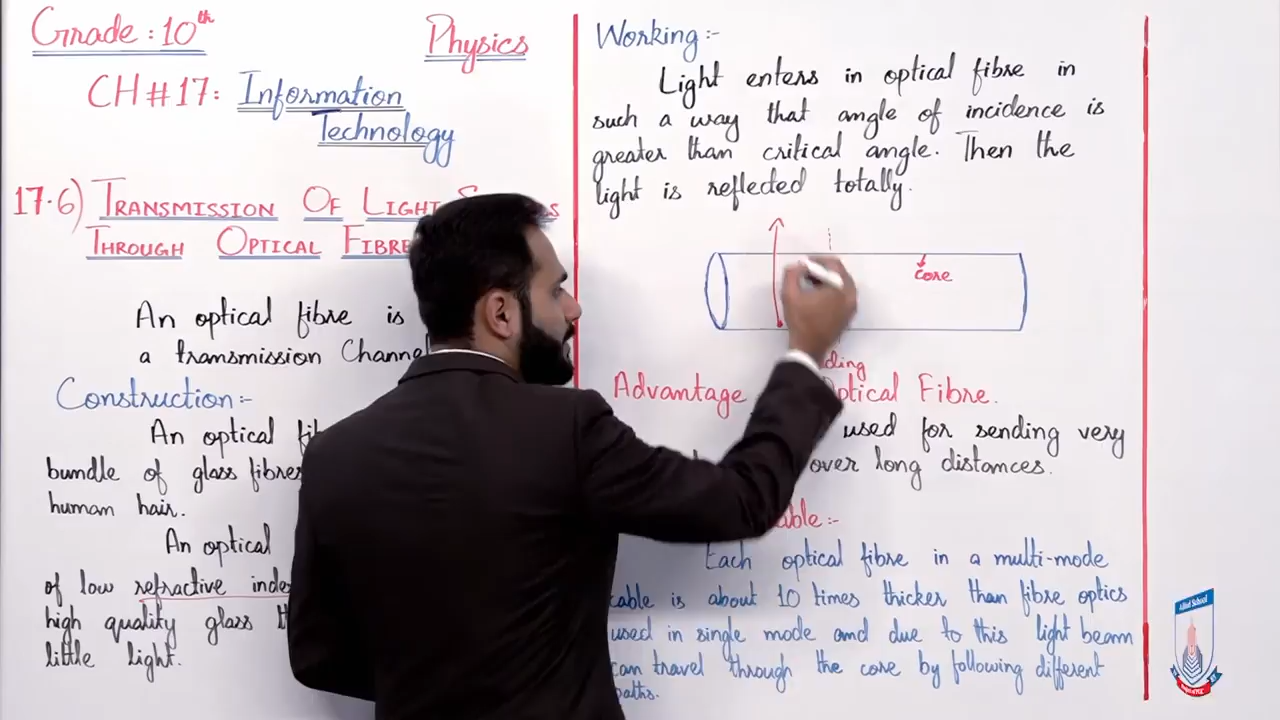 Grade: 10th
Physics
CH # 17: Information
Technology
17.6) TRANSMISSION OF LIGHT
THROUGH OPTICAL FIBRE
An optical fibre is
a transmission Channel
Construction:-
An optical
bundle of glass fibres
human hair.
An optical
of low refractive index
high quality glass
little light.
Working:-
Light enters in optical fibre in
such a way that angle of incidence is
greater than critical angle. Then the
light is reflected totally.
core
Advantage Optical Fibre.
used for sending very
over long distances.
Each optical fibre in a multi-mode
cable is about 10 times thicker than fibre optics
used in single mode and due to this light beam
can travel through the core by following different
paths.
Allied School